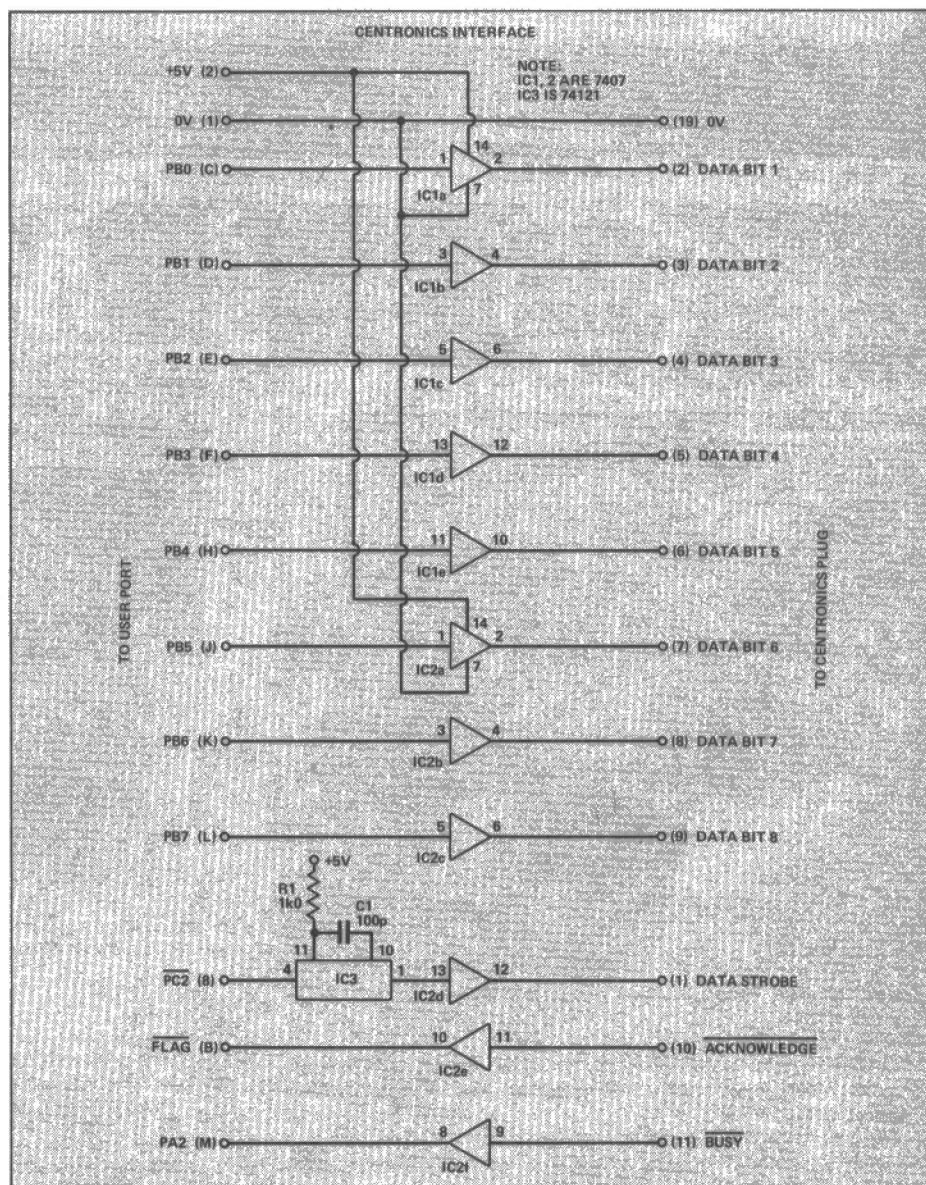 CENTRONICS INTERFACE
NOTE:
IC1, 2 ARE 7407
IC3 IS 74121
+5V (2)
0V (1)
(19) 0V
14
PB0 (C)
1
2
(2) DATA BIT 1
IC1a
7
PB1 (D)
3
4
(3) DATA BIT 2
IC1b
PB2 (E)
5
6
(4) DATA BIT 3
IC1c
PB3 (F)
13
12
(5) DATA BIT 4
IC1d
PB4 (H)
11
10
(6) DATA BIT 5
IC1e
TO USER PORT
TO CENTRONICS PLUG
14
PB5 (J)
1
2
(7) DATA BIT 6
IC2a
7
PB6 (K)
3
4
(8) DATA BIT 7
IC2b
PB7 (L)
5
6
(9) DATA BIT 8
IC2c
+5V
R1
1k0
C1
100p
11
10
PC2 (8)
4
IC3
1
13
12
(1) DATA STROBE
IC2d
FLAG (B)
10
11
(10) ACKNOWLEDGE
IC2e
PA2 (M)
8
9
(11) BUSY
IC2f